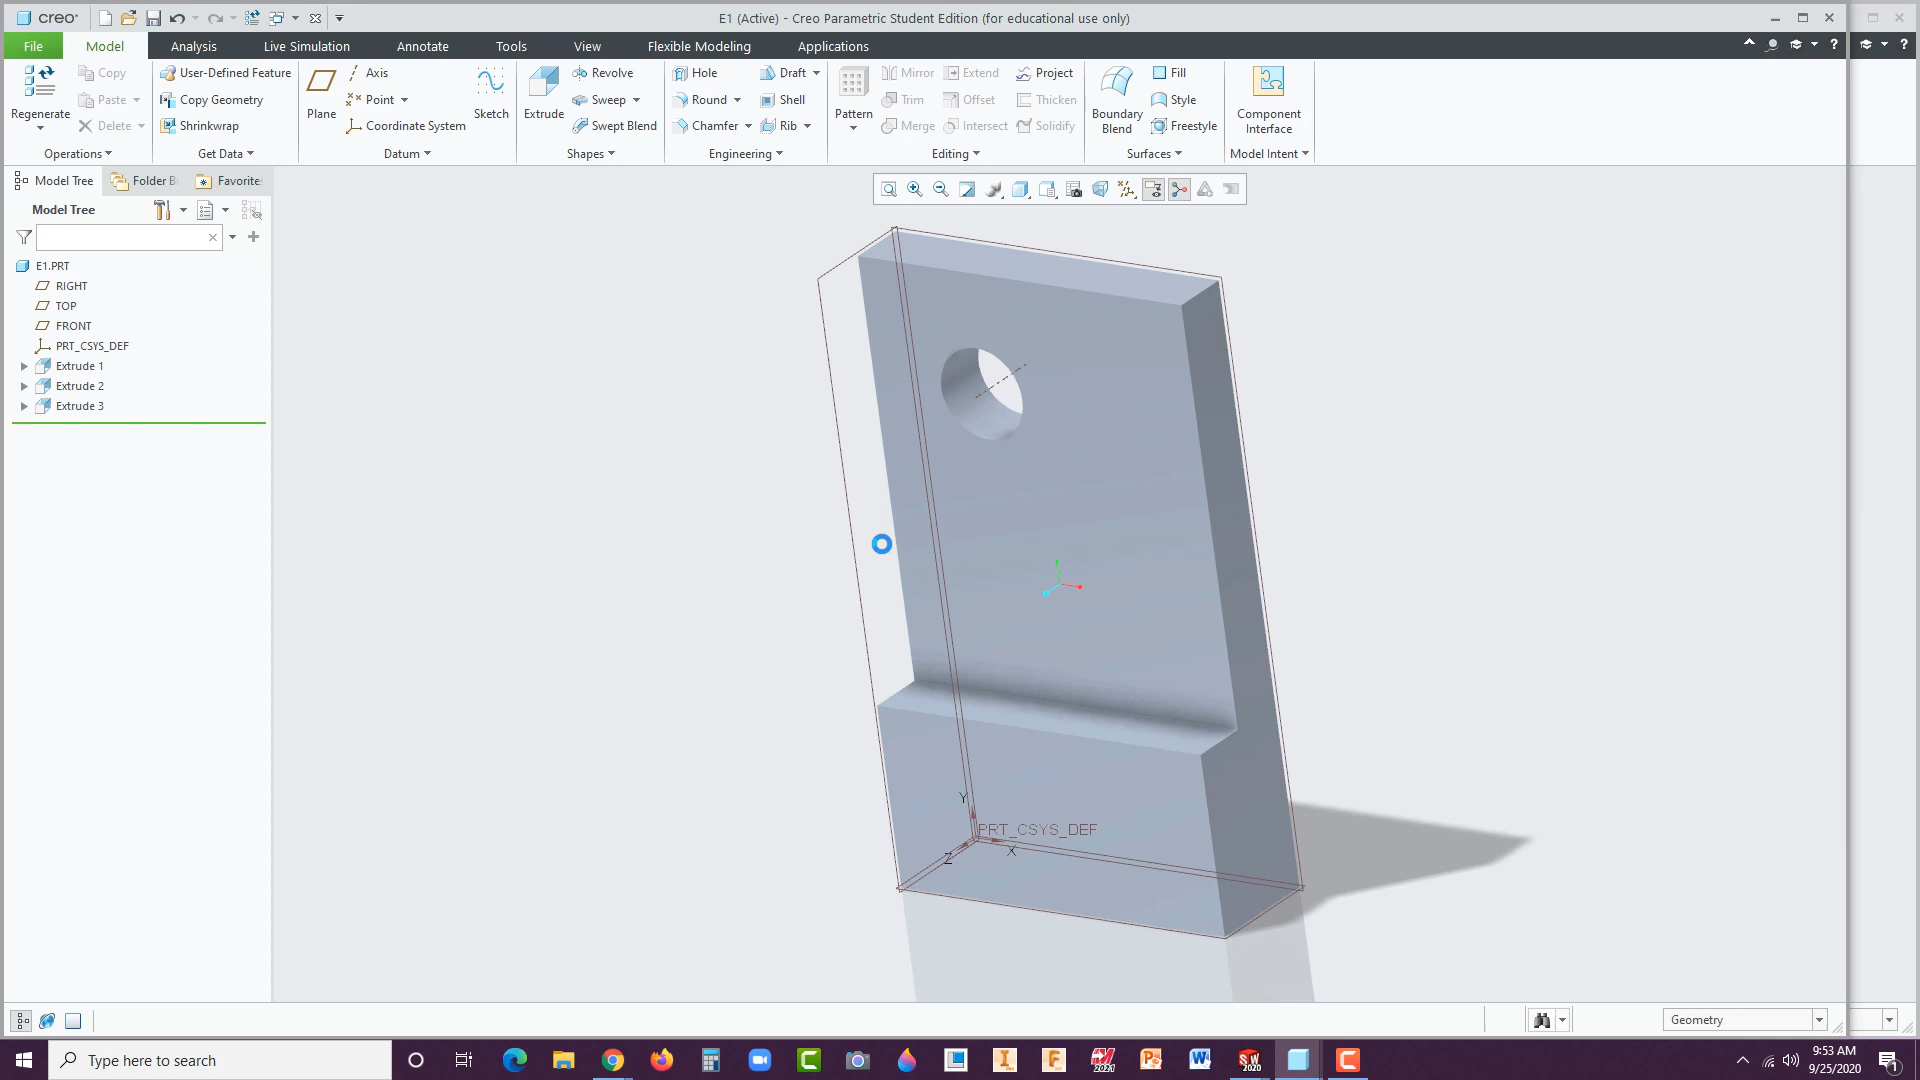 creo
E1 (Active) - Creo Parametric Student Edition (for educational use only)
File
Model
Analysis
Live Simulation
Annotate
Tools
View
Flexible Modeling
Applications
?
?
Regenerate
Copy
Paste
Delete
Operations
User-Defined Feature
Copy Geometry
Shrinkwrap
Get Data
Plane
Axis
Point
Coordinate System
Sketch
Datum
Extrude
Revolve
Sweep
Swept Blend
Shapes
Hole
Round
Chamfer
Draft
Shell
Rib
Engineering
Pattern
Mirror
Trim
Merge
Extend
Offset
Intersect
Project
Thicken
Solidify
Editing
Boundary
Blend
Fill
Style
Freestyle
Surfaces
Component
Interface
Model Intent
Model Tree
Folder B
Favorite
Model Tree
E1.PRT
RIGHT
TOP
FRONT
PRT_CSYS_DEF
Extrude 1
Extrude 2
Extrude 3
Y
PRT_CSYS_DEF
X
Z
Geometry
Type here to search
I
F
2021
W
SW
2020
9:53 AM
9/25/2020
1